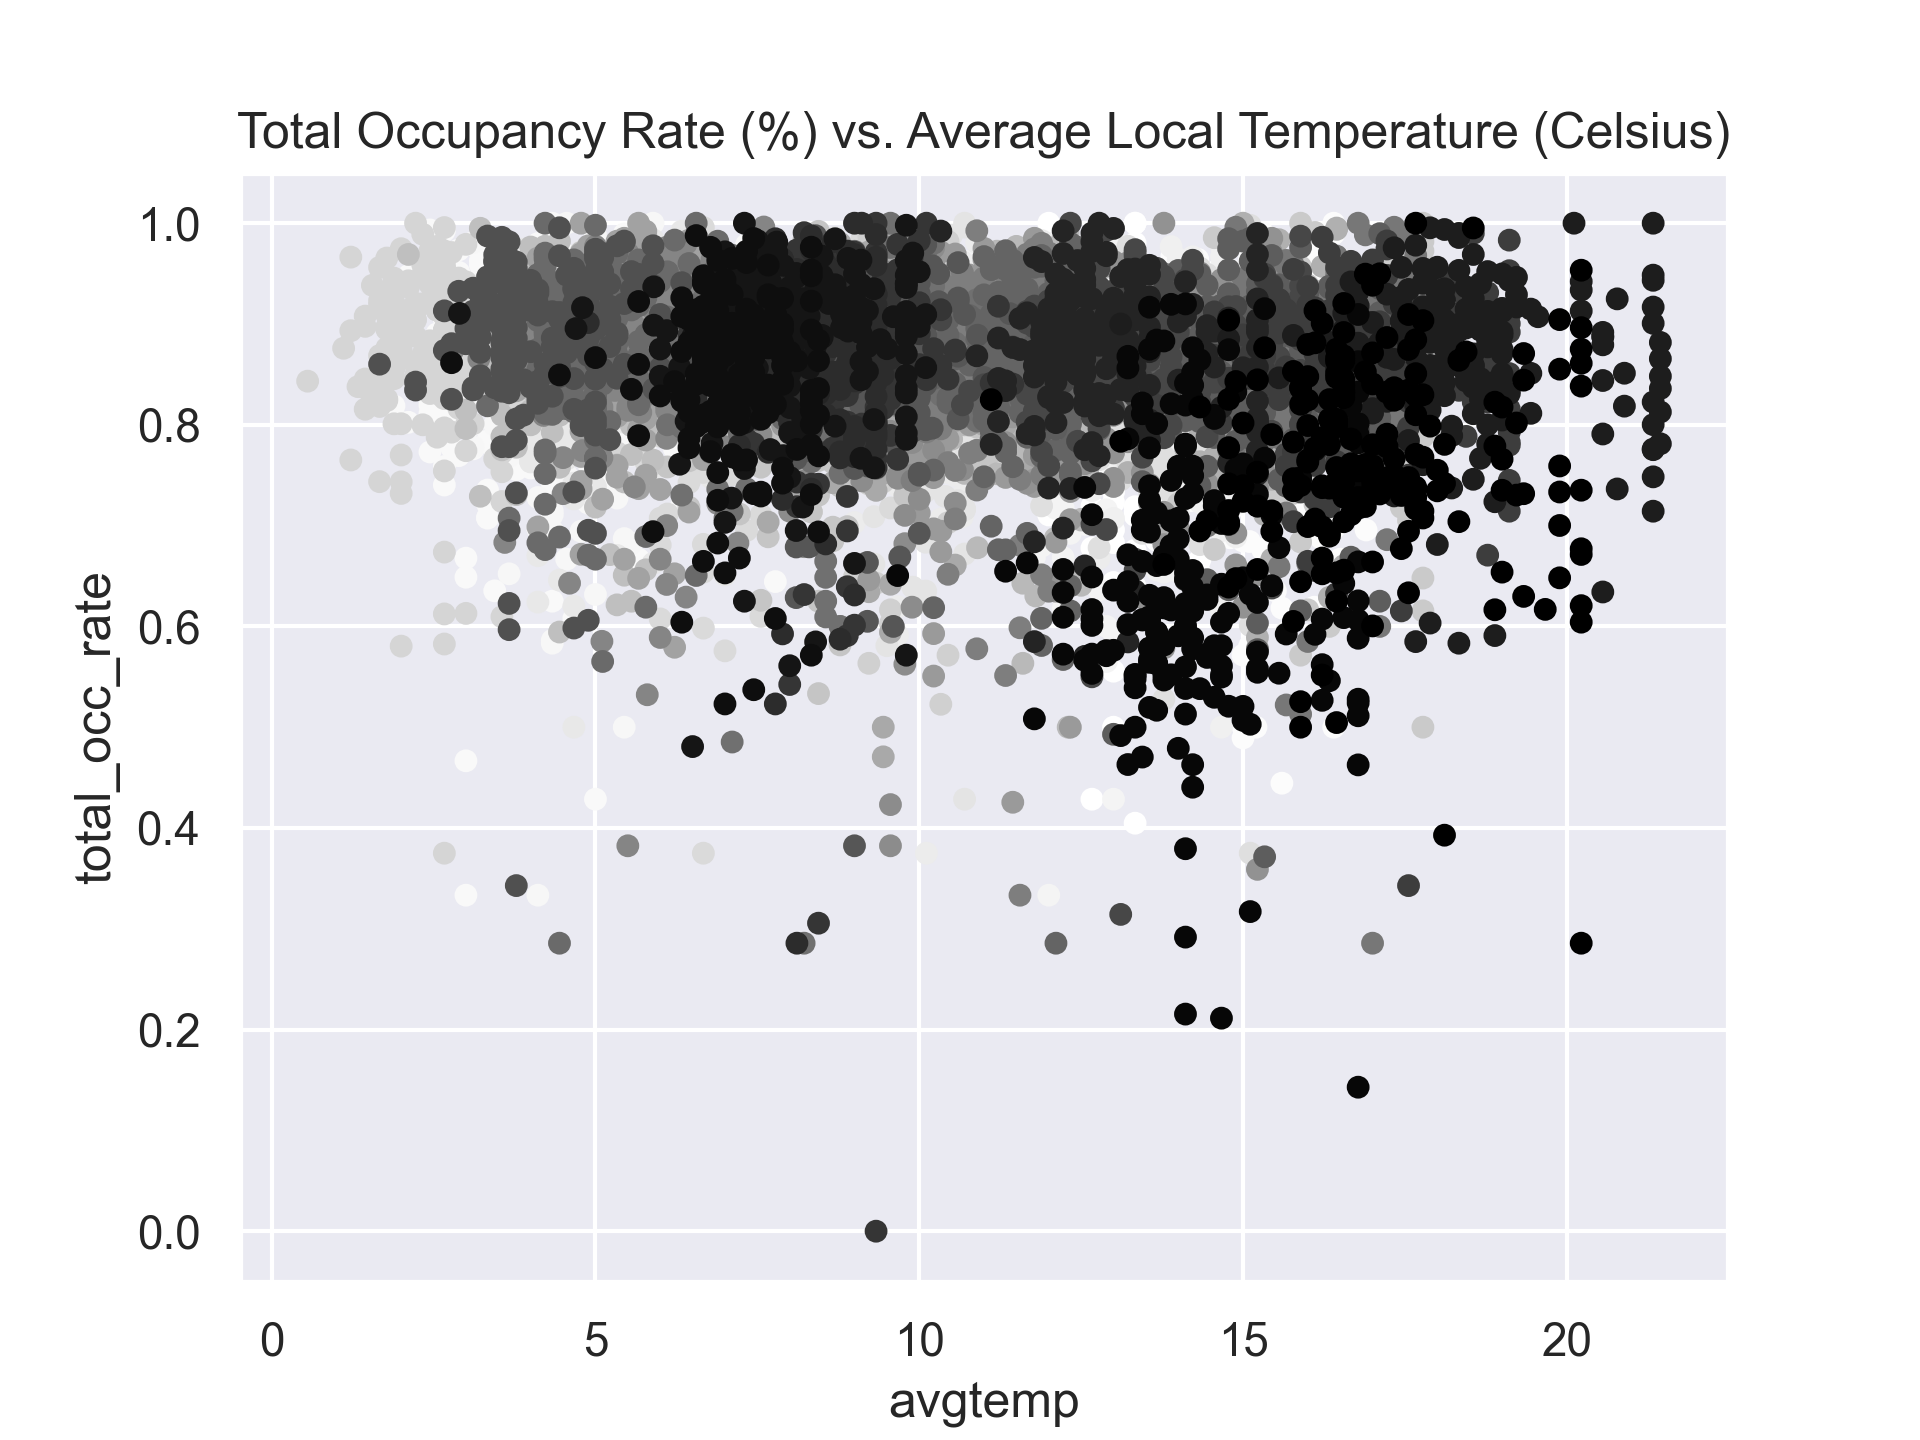 Total Occupancy Rate (%) vs. Average Local Temperature (Celsius)
1.0
0.8
0.6
0.4
0.2
0.0
total_occ_rate
0 5 10 15 20
avgtemp